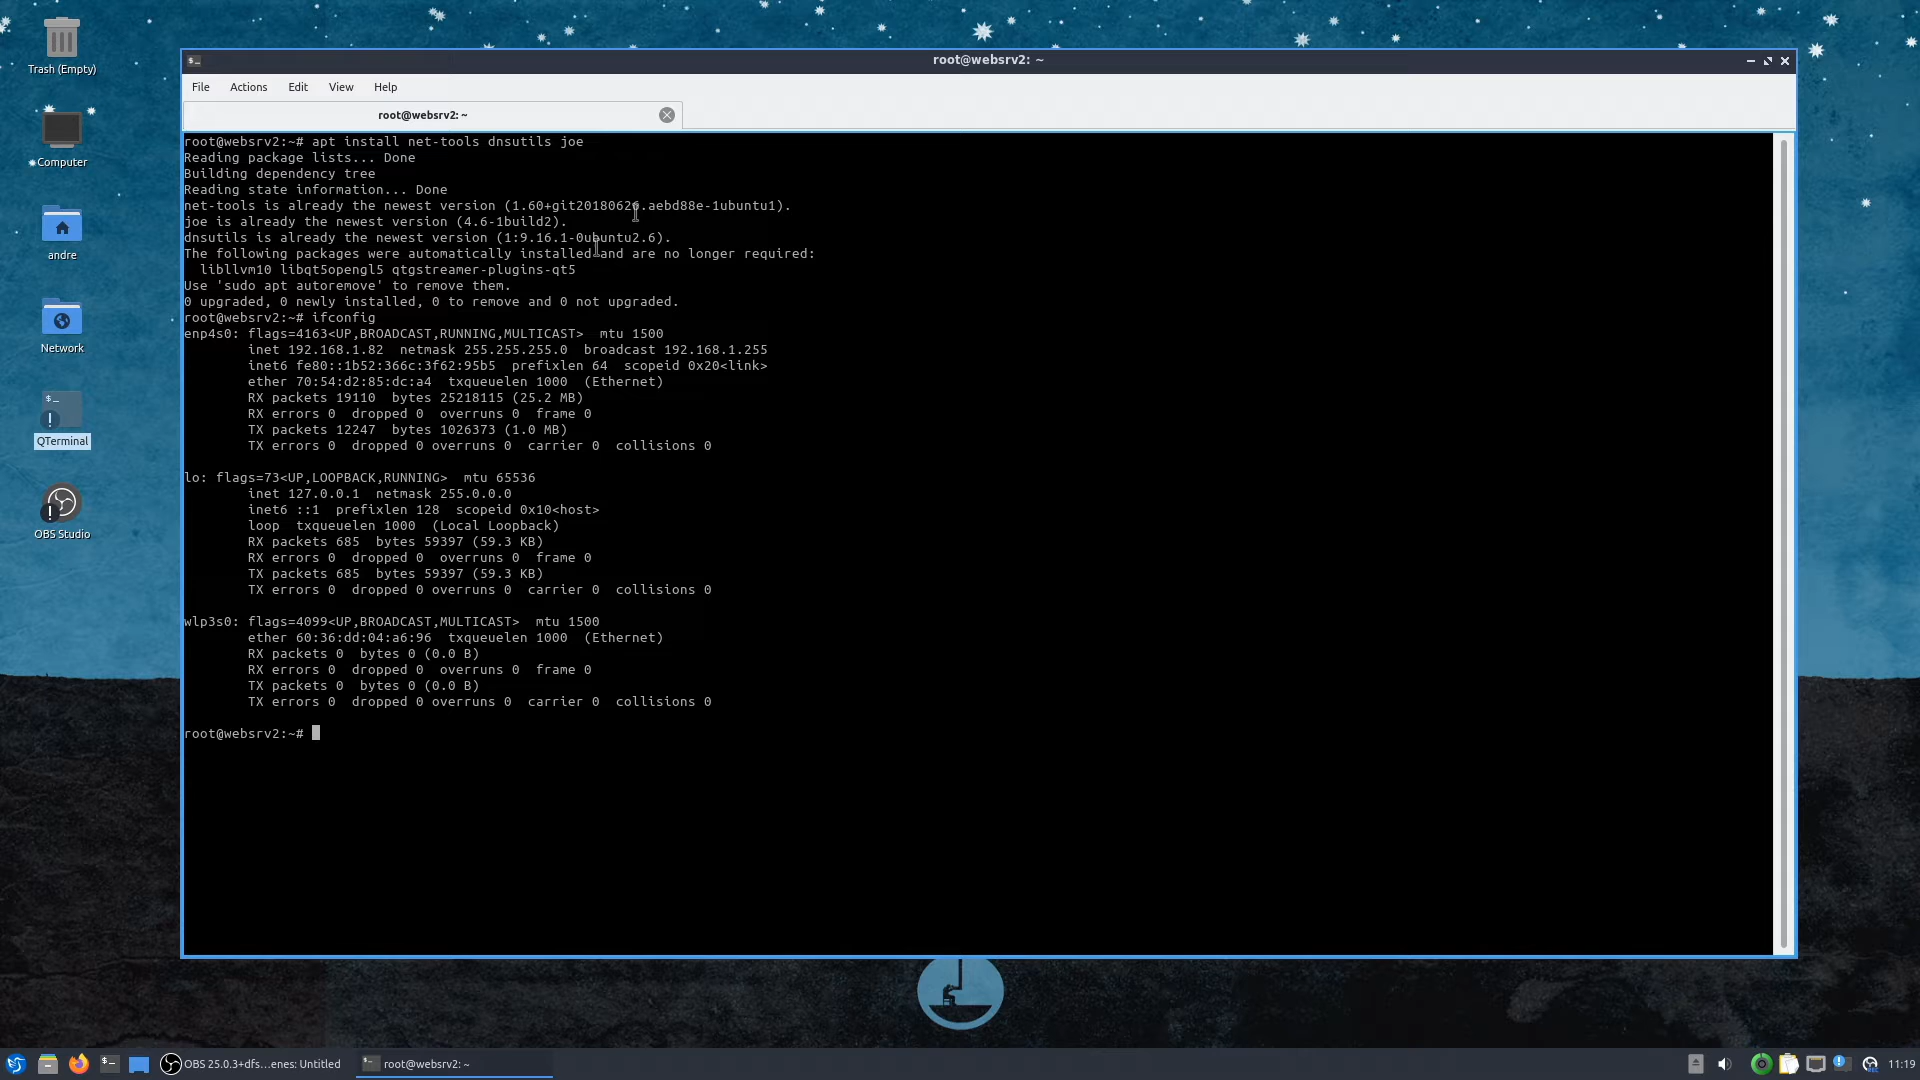 Trash (Empty)
Computer
andre
Network
QTerminal
OBS Studio
root@websrv2: ~
File Actions Edit View Help
root@websrv2: ~
root@websrv2:~# apt install net-tools dnsutils joe
Reading package lists... Done
Building dependency tree
Reading state information... Done
net-tools is already the newest version (1.60+git20180626.aebd88e-1ubuntu1).
joe is already the newest version (4.6-1build2).
dnsutils is already the newest version (1:9.16.1-0ubuntu2.6).
The following packages were automatically installed and are no longer required:
  libllvm10 libqt5opengl5 qtgstreamer-plugins-qt5
Use 'sudo apt autoremove' to remove them.
0 upgraded, 0 newly installed, 0 to remove and 0 not upgraded.
root@websrv2:~# ifconfig
enp4s0: flags=4163<UP,BROADCAST,RUNNING,MULTICAST>  mtu 1500
        inet 192.168.1.82  netmask 255.255.255.0  broadcast 192.168.1.255
        inet6 fe80::1b52:366c:3f62:95b5  prefixlen 64  scopeid 0x20<link>
        ether 70:54:d2:85:dc:a4  txqueuelen 1000  (Ethernet)
        RX packets 19110  bytes 25218115 (25.2 MB)
        RX errors 0  dropped 0  overruns 0  frame 0
        TX packets 12247  bytes 1026373 (1.0 MB)
        TX errors 0  dropped 0 overruns 0  carrier 0  collisions 0
lo: flags=73<UP,LOOPBACK,RUNNING>  mtu 65536
        inet 127.0.0.1  netmask 255.0.0.0
        inet6 ::1  prefixlen 128  scopeid 0x10<host>
        loop  txqueuelen 1000  (Local Loopback)
        RX packets 685  bytes 59397 (59.3 KB)
        RX errors 0  dropped 0  overruns 0  frame 0
        TX packets 685  bytes 59397 (59.3 KB)
        TX errors 0  dropped 0 overruns 0  carrier 0  collisions 0
wlp3s0: flags=4099<UP,BROADCAST,MULTICAST>  mtu 1500
        ether 60:36:dd:04:a6:96  txqueuelen 1000  (Ethernet)
        RX packets 0  bytes 0 (0.0 B)
        RX errors 0  dropped 0  overruns 0  frame 0
        TX packets 0  bytes 0 (0.0 B)
        TX errors 0  dropped 0 overruns 0  carrier 0  collisions 0
root@websrv2:~#
OBS 25.0.3+dfs...enes: Untitled
root@websrv2: ~
11:19